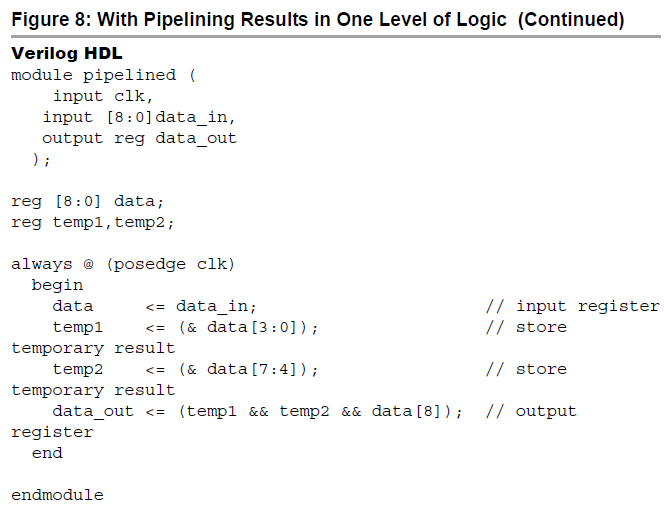 Figure 8: With Pipelining Results in One Level of Logic (Continued)
Verilog HDL
module pipelined (
    input clk,
   input [8:0]data_in,
   output reg data_out
  );
reg [8:0] data;
reg temp1,temp2;
always @ (posedge clk)
  begin
    data     <= data_in;                      // input register
    temp1    <= (& data[3:0]);                // store
temporary result
    temp2    <= (& data[7:4]);                // store
temporary result
    data_out <= (temp1 && temp2 && data[8]);  // output
register
  end
endmodule